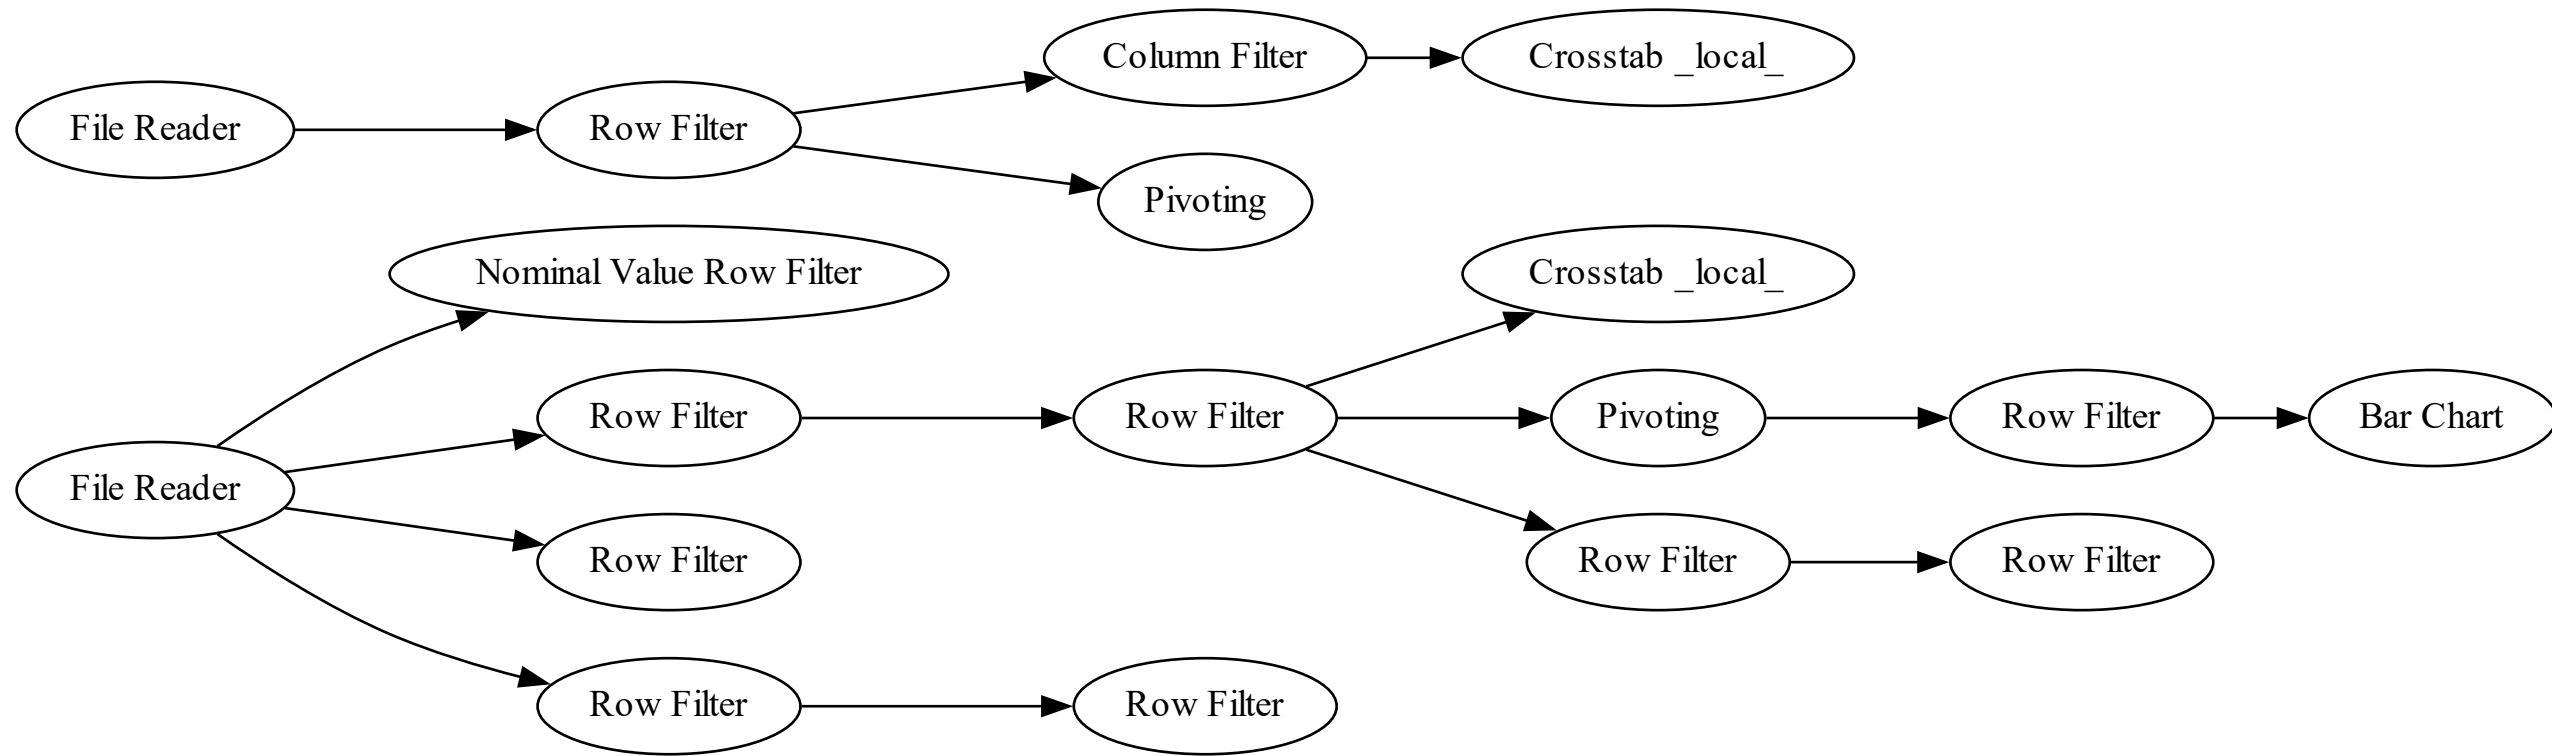 Column Filter
Crosstab _local_
File Reader
Row Filter
Pivoting
Nominal Value Row Filter
Crosstab _local_
Row Filter
Row Filter
Pivoting
Row Filter
Bar Chart
File Reader
Row Filter
Row Filter
Row Filter
Row Filter
Row Filter